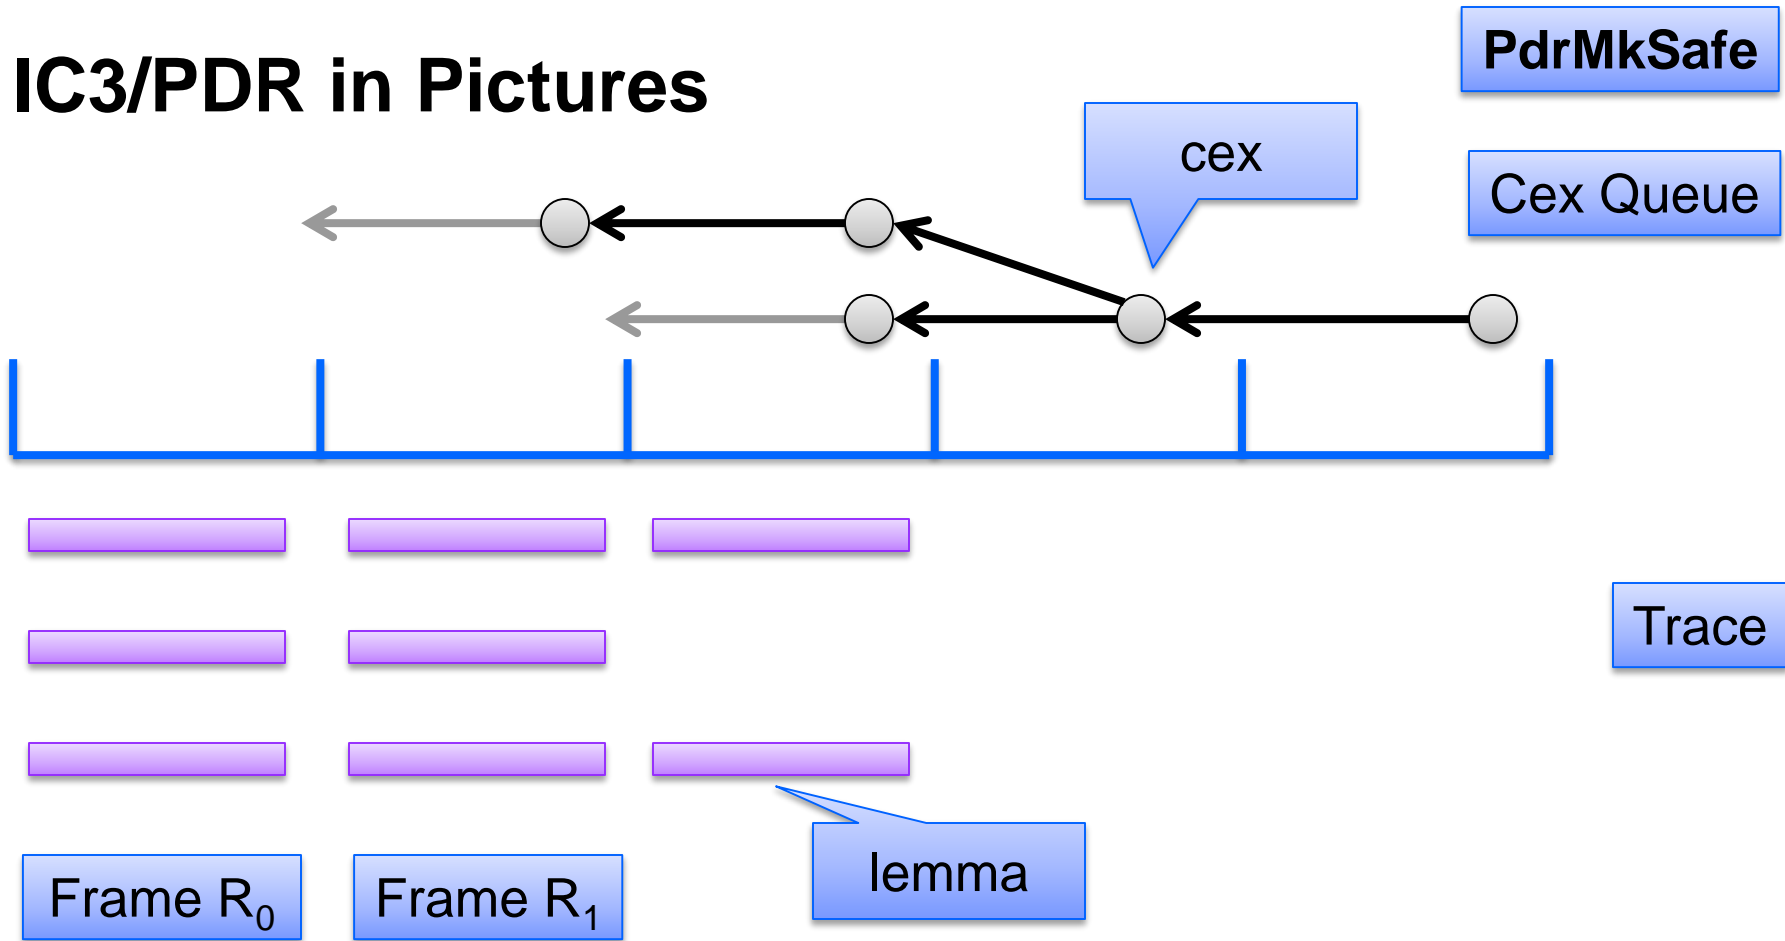 PdrMkSafe
IC3/PDR in Pictures
cex
Cex Queue
Trace
lemma
Frame R₀
Frame R₁